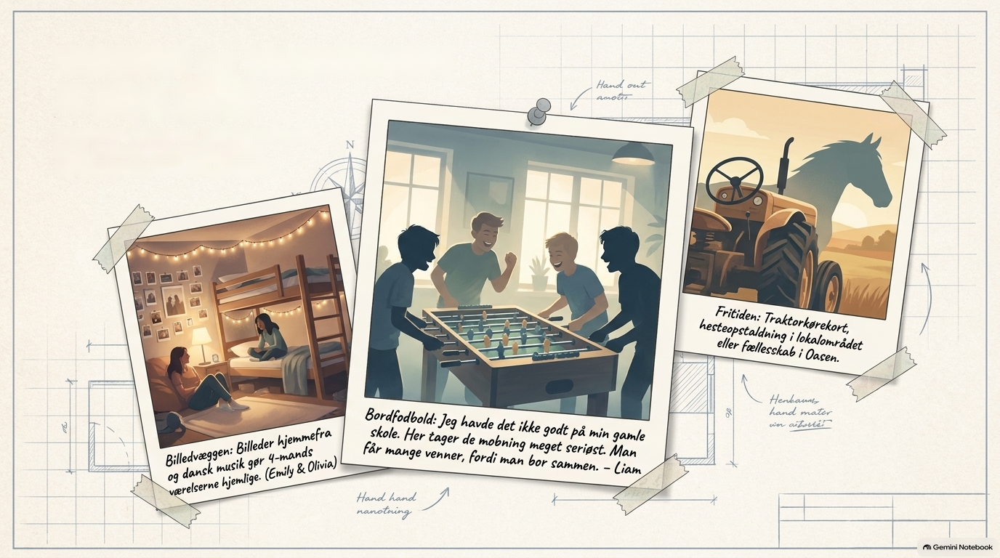 Hand out
N
Billedvæggen: Billeder hjemmefra
og dansk musik gør 4-mands
værelserne hjemlige. (Emily & Olivia)
Bordfodbold: Jeg havde det ikke godt på min gamle
skole. Her tager de mobning meget seriøst. Man
får mange venner, fordi man bor sammen. – Liam
Fritiden: Traktorkørekort,
hesteopstaldning i lokalområdet
eller fællesskab i Oasen.
hand mater
Hand hand
nanotning
Gemini Notebook